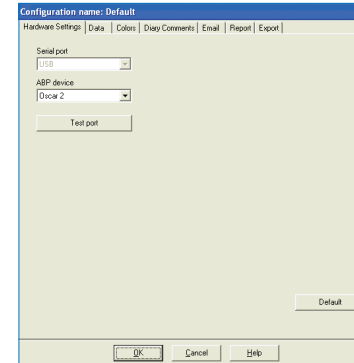 Configuration name: Default
Hardware Settings Data Colors Diary Comments Email Report Export
Serial port
USB
ABP device
Oscar 2
Test port
Default
OK Cancel Help